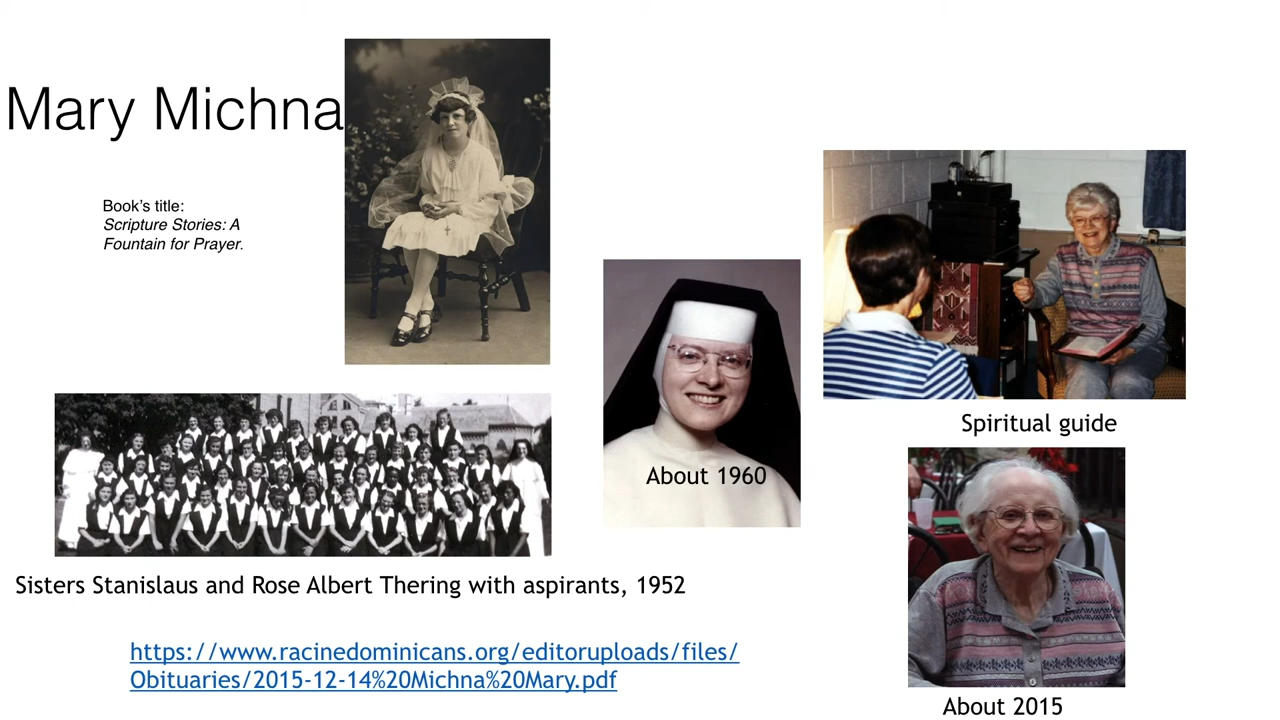 Mary Michna
Book’s title:
Scripture Stories: A
Fountain for Prayer.
About 1960
Spiritual guide
Sisters Stanislaus and Rose Albert Thering with aspirants, 1952
https://www.racinedominicans.org/editoruploads/files/
Obituaries/2015-12-14%20Michna%20Mary.pdf
About 2015